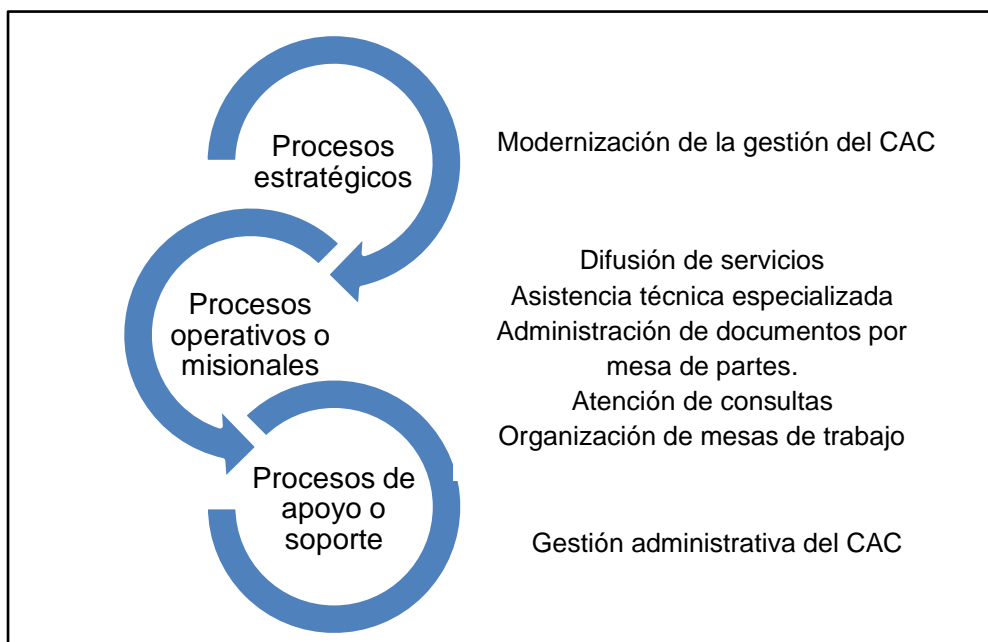 Procesos
estratégicos
Modernización de la gestión del CAC
Procesos
operativos o
misionales
Difusión de servicios
Asistencia técnica especializada
Administración de documentos por
mesa de partes.
Atención de consultas
Organización de mesas de trabajo
Procesos de
apoyo o
soporte
Gestión administrativa del CAC